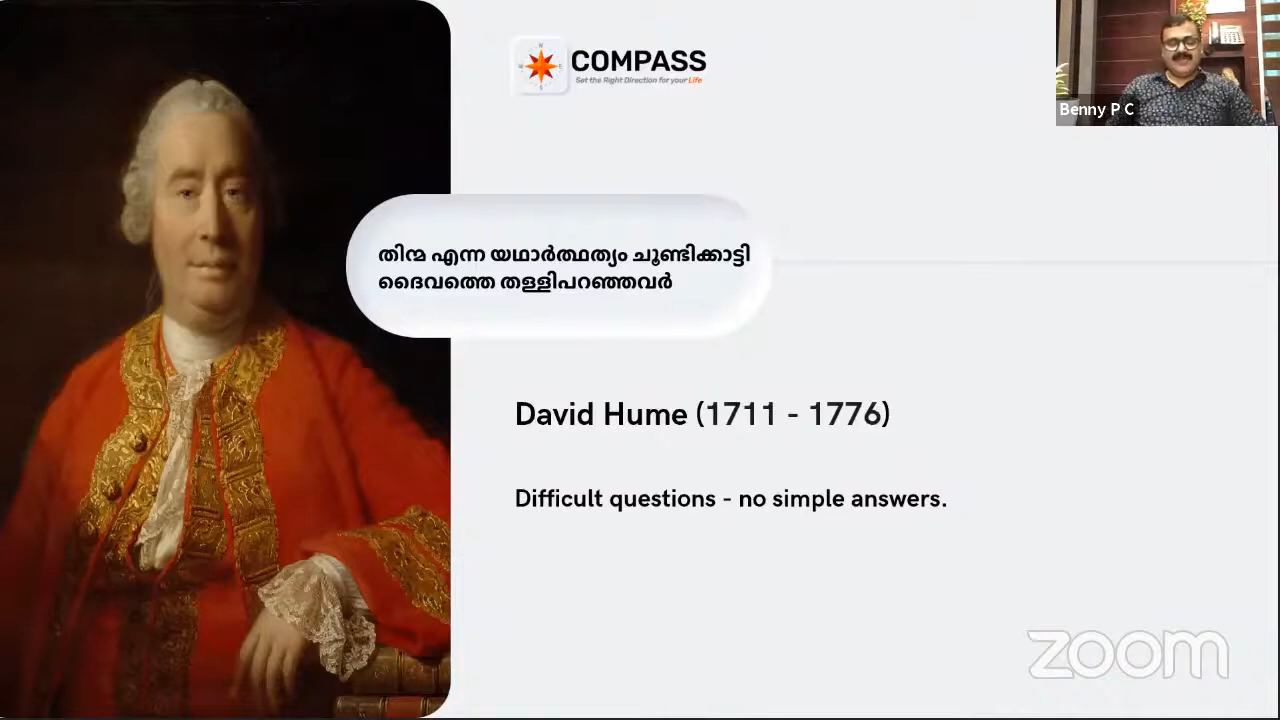 COMPASS
Set the Right Direction for your Life
Benny P C
തിന്മ എന്ന യഥാർത്ഥത്യം ചൂണ്ടിക്കാട്ടി
ദൈവത്തെ തള്ളിപറഞ്ഞവർ
David Hume (1711 - 1776)
Difficult questions - no simple answers.
zoom